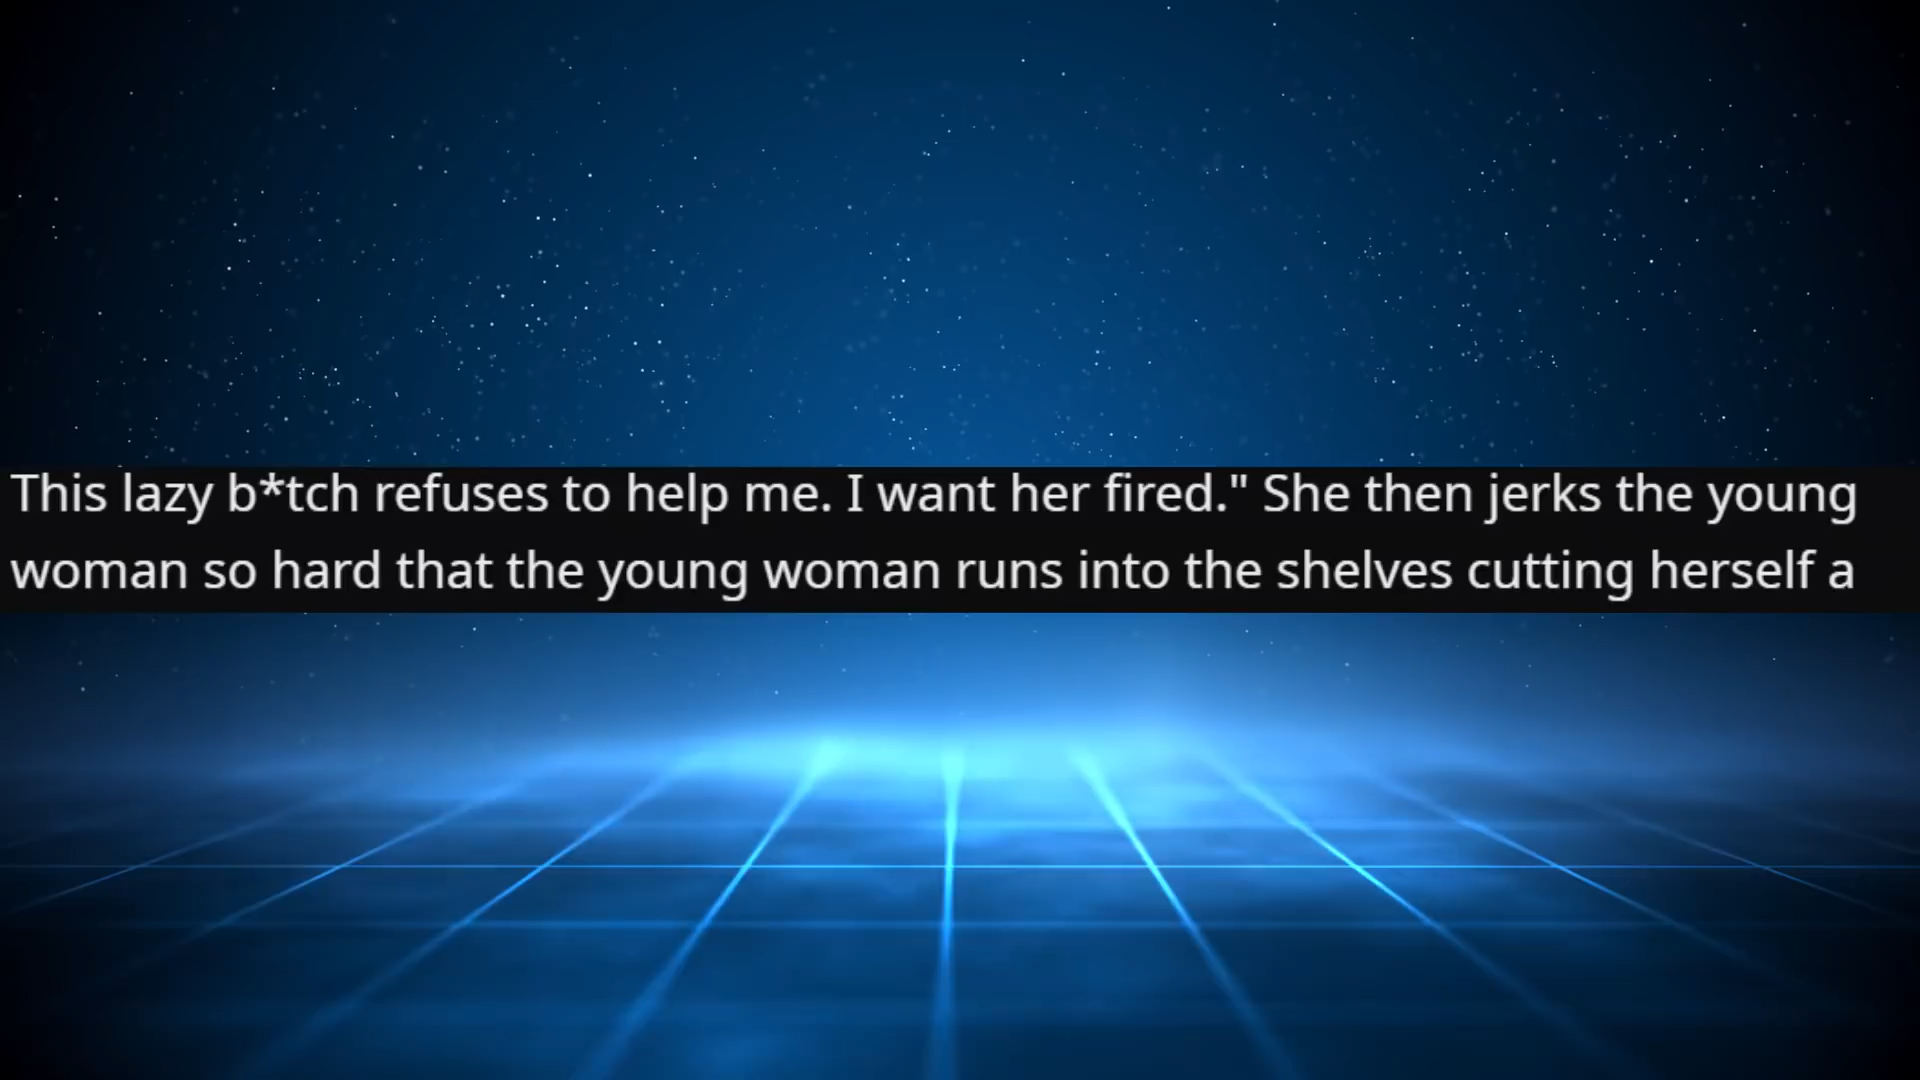 This lazy b*tch refuses to help me. I want her fired." She then jerks the young
woman so hard that the young woman runs into the shelves cutting herself a